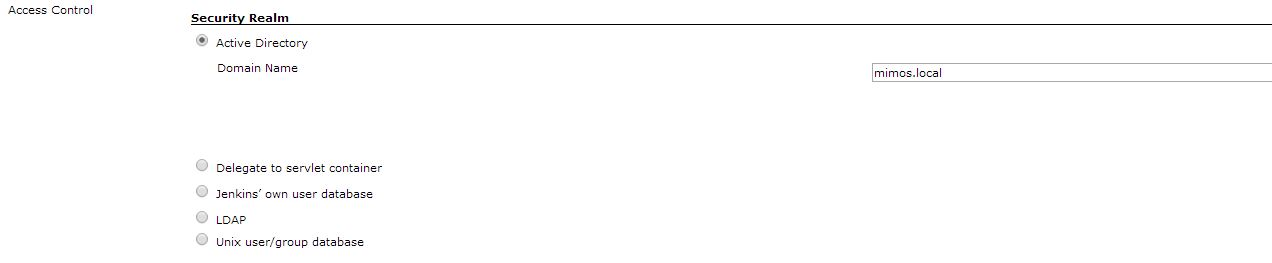 Access Control
Security Realm
Active Directory
Domain Name
mimos.local
Delegate to servlet container
Jenkins’ own user database
LDAP
Unix user/group database